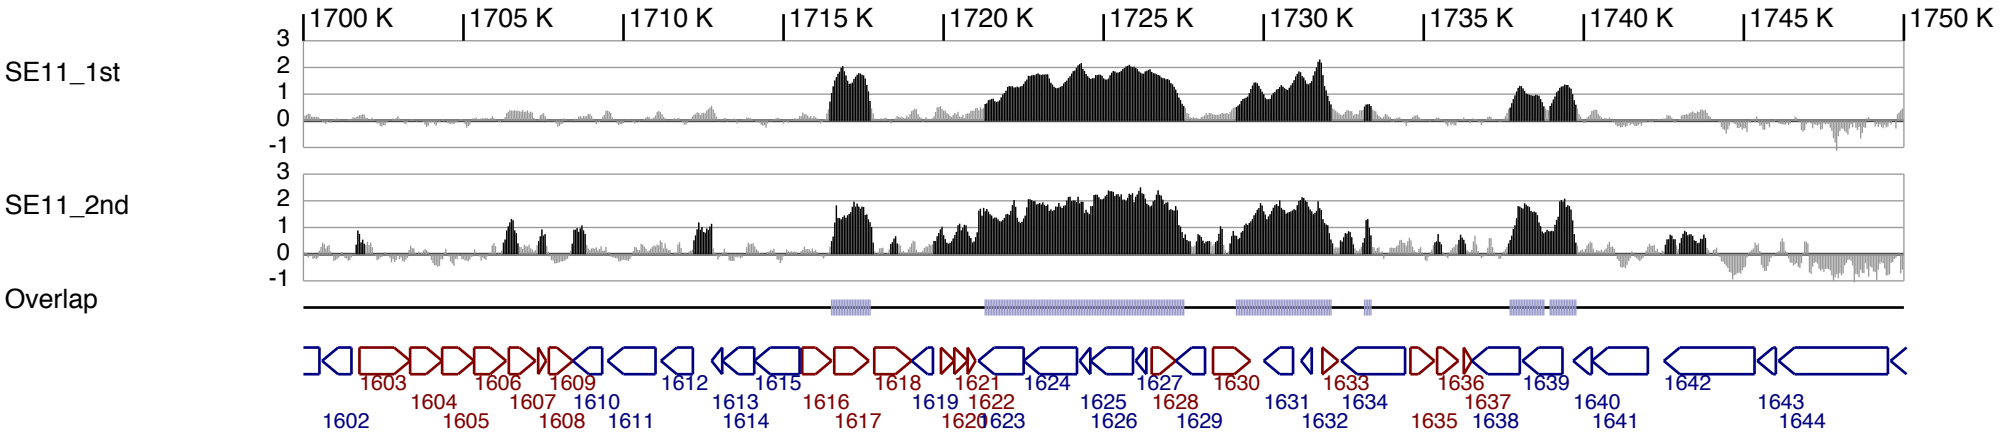 1700 K 1705 K 1710 K 1715 K 1720 K 1725 K 1730 K 1735 K 1740 K 1745 K 1750 K
3
SE11_1st
2
1
0
-1
3
SE11_2nd
2
1
0
-1
Overlap
1603 1606 1609 1612 1615 1618 1621 1624 1627 1630 1633 1636 1639 1642
1604 1607 1610 1613 1616 1619 1622 1625 1628 1631 1634 1637 1640 1643
1602 1605 1608 1611 1614 1617 1620 1623 1626 1629 1632 1635 1638 1641 1644